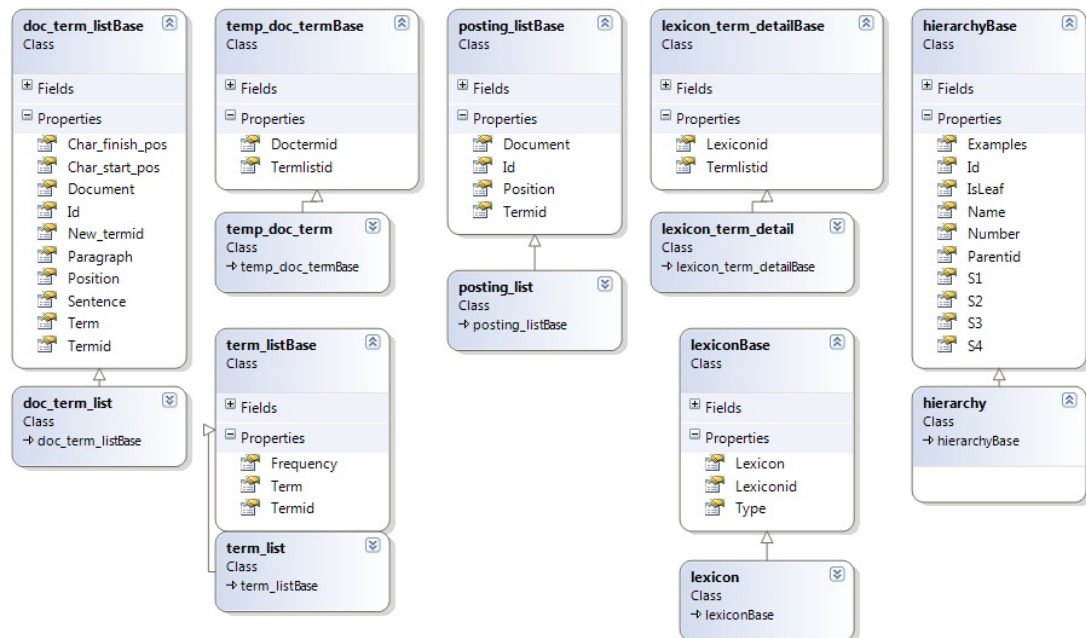 doc_term_listBase
Class
Fields
Properties
Char_finish_pos
Char_start_pos
Document
Id
New_termid
Paragraph
Position
Sentence
Term
Termid
doc_term_list
Class
doc_term_listBase
temp_doc_termBase
Class
Fields
Properties
Doctermid
Termlistid
temp_doc_term
Class
temp_doc_termBase
term_listBase
Class
Fields
Properties
Frequency
Term
Termid
term_list
Class
term_listBase
posting_listBase
Class
Fields
Properties
Document
Id
Position
Termid
posting_list
Class
posting_listBase
lexicon_term_detailBase
Class
Fields
Properties
Lexiconid
Termlistid
lexicon_term_detail
Class
lexicon_term_detailBase
lexiconBase
Class
Fields
Properties
Lexicon
Lexiconid
Type
lexicon
Class
lexiconBase
hierarchyBase
Class
Fields
Properties
Examples
Id
IsLeaf
Name
Number
Parentid
S1
S2
S3
S4
hierarchy
Class
hierarchyBase